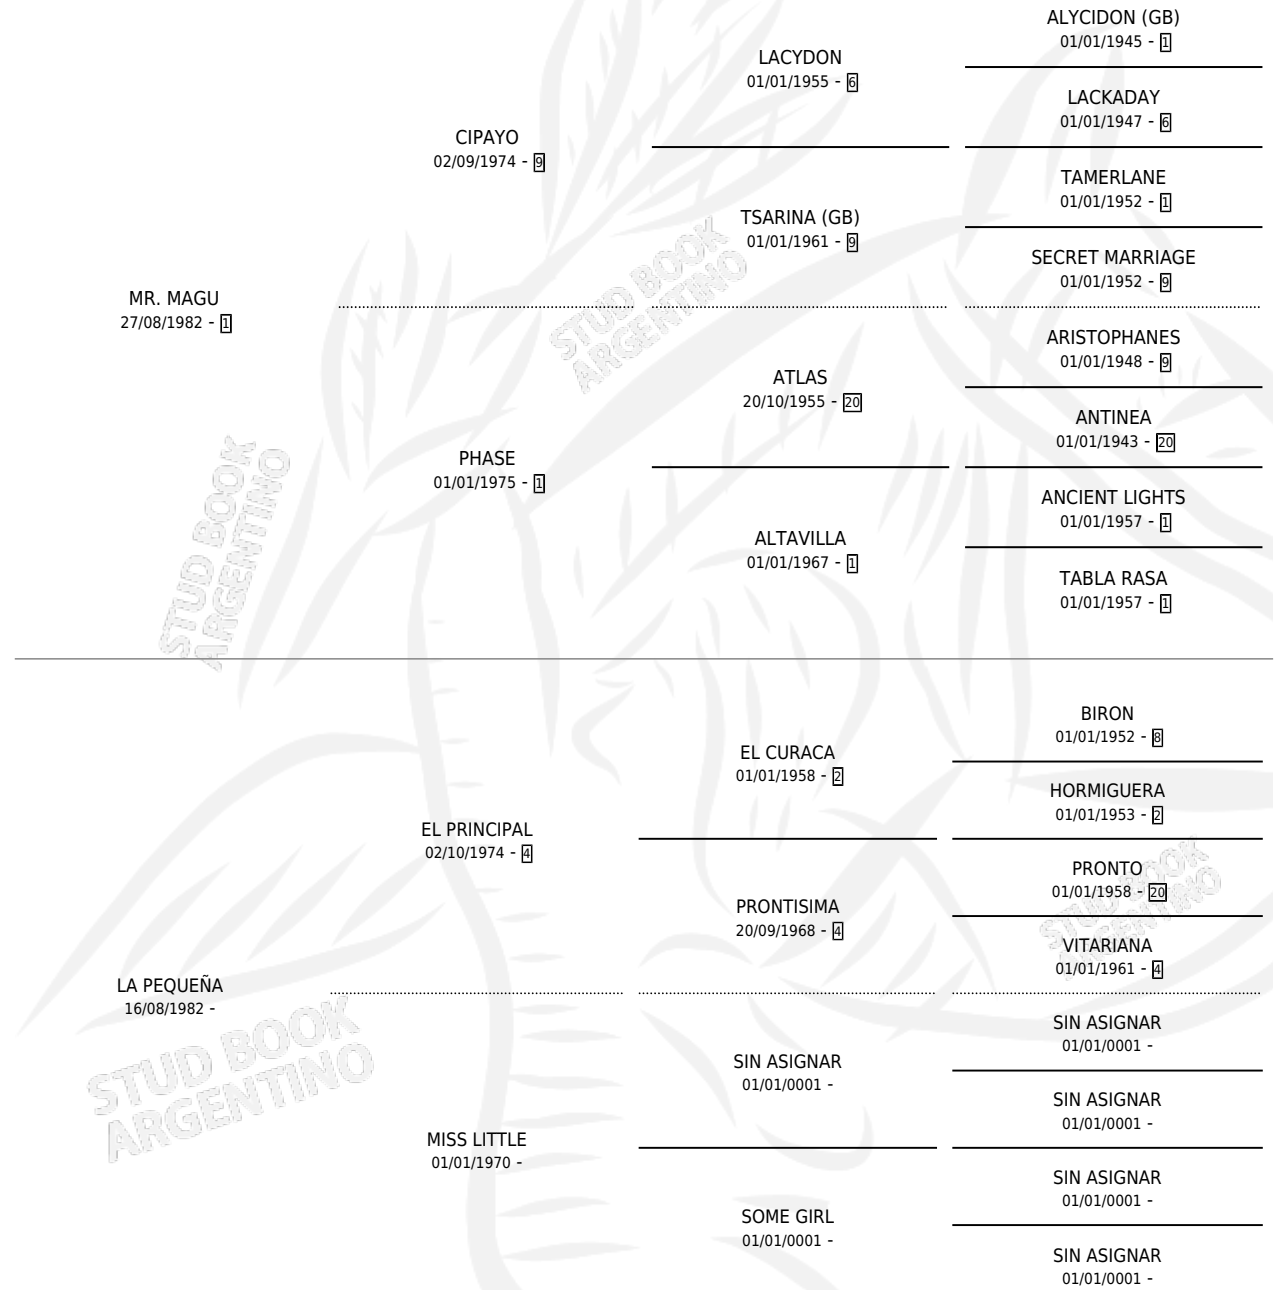 MR. MAGU
27/08/1982 - 1
CIPAYO
02/09/1974 - 9
PHASE
01/01/1975 - 1
LACYDON
01/01/1955 - 6
TSARINA (GB)
01/01/1961 - 9
ATLAS
20/10/1955 - 20
ALTAVILLA
01/01/1967 - 1
ALYCIDON (GB)
01/01/1945 - 1
LACKADAY
01/01/1947 - 6
TAMERLANE
01/01/1952 - 1
SECRET MARRIAGE
01/01/1952 - 9
ARISTOPHANES
01/01/1948 - 9
ANTINEA
01/01/1943 - 20
ANCIENT LIGHTS
01/01/1957 - 1
TABLA RASA
01/01/1957 - 1
LA PEQUEÑA
16/08/1982 -
EL PRINCIPAL
02/10/1974 - 4
MISS LITTLE
01/01/1970 -
EL CURACA
01/01/1958 - 2
PRONTISIMA
20/09/1968 - 4
SIN ASIGNAR
01/01/0001 -
SOME GIRL
01/01/0001 -
BIRON
01/01/1952 - 8
HORMIGUERA
01/01/1953 - 2
PRONTO
01/01/1958 - 20
VITARIANA
01/01/1961 - 4
SIN ASIGNAR
01/01/0001 -
SIN ASIGNAR
01/01/0001 -
SIN ASIGNAR
01/01/0001 -
SIN ASIGNAR
01/01/0001 -
STUD BOOK
ARGENTINO
STUD BOOK
ARGENTINO
STUD BOOK
ARGENTINO
STUD BOOK
ARGENTINO